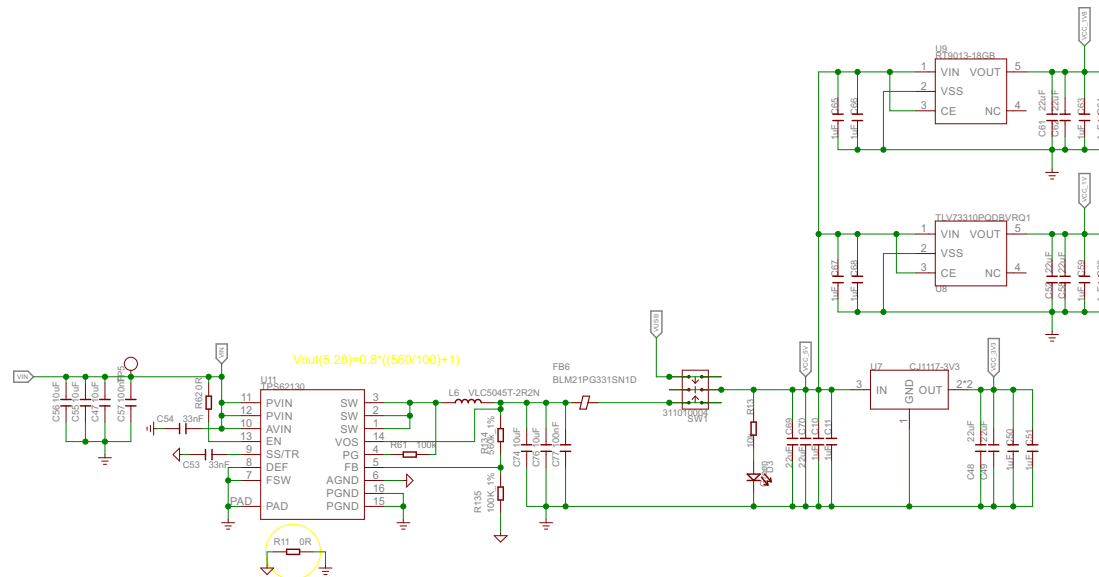 VCC_1V8
U9
RT9013-18GB
1 VIN VOUT 5
2 VSS
3 CE NC 4
C65
1uF
C66
1uF
22uF
C61
22uF
C62
C63
1uF
VCC_1V
TLV73310PQDBVRQ1
1 VIN VOUT 5
2 VSS
3 CE NC 4
U8
C67
1uF
C68
1uF
22uF
22uF
C59
1uF
VUSB
VCC_5V
VCC_3V3
U7 CJ1117-3V3
3 IN GND OUT 2*2
1
VIN
VIN
Vout(5.28)=0.8*((560/100)+1)
FB6
BLM21PG331SN1D
311010004
SW1
U11
TPS62130
L6 VLC5045T-2R2N
11 PVIN SW 3
12 PVIN SW 2
10 AVIN SW 1
13 EN VOS 14
9 SS/TR PG 4
8 DEF FB 5
7 FSW AGND 6
PGND 16
PAD PAD PGND 15
C56 10uF
C55 10uF
C47 10uF
C57 100nF
R62 0R
C54 33nF
C53 33nF
R61 100k
R134
560k 1%
R135
100K 1%
C74 10uF
C76 10uF
C77 100nF
R13
10k
D3
C69
22uF
C70
22uF
C10
1uF
C11
1uF
22uF
C48
22uF
C49
C50
1uF
C51
1uF
R11 0R